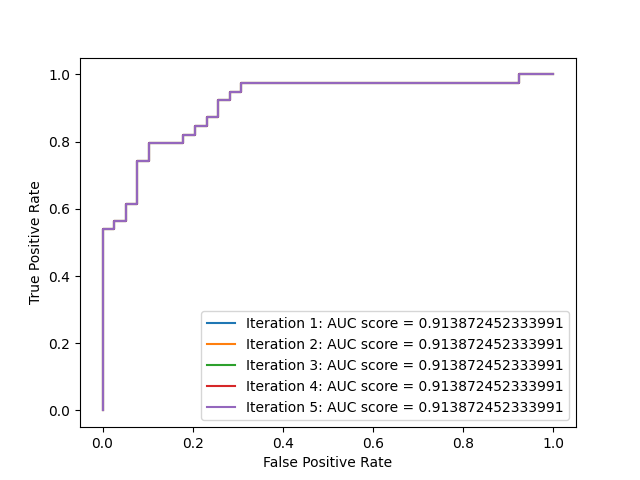 1.0
0.8
0.6
0.4
0.2
0.0
True Positive Rate
Iteration 1: AUC score = 0.913872452333991
Iteration 2: AUC score = 0.913872452333991
Iteration 3: AUC score = 0.913872452333991
Iteration 4: AUC score = 0.913872452333991
Iteration 5: AUC score = 0.913872452333991
0.0 0.2 0.4 0.6 0.8 1.0
False Positive Rate